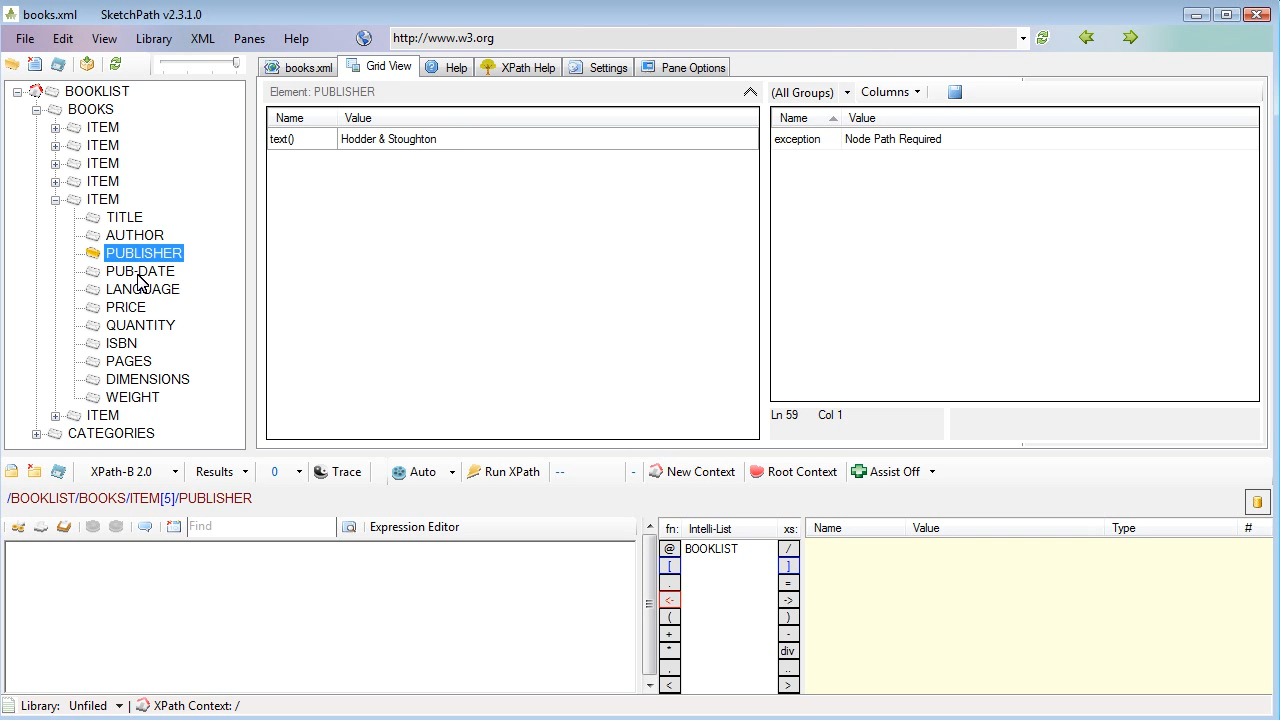 books.xml SketchPath v2.3.1.0
File Edit View Library XML Panes Help http://www.w3.org
books.xml Grid View Help XPath Help Settings Pane Options
BOOKLIST
BOOKS
ITEM
ITEM
ITEM
ITEM
ITEM
TITLE
AUTHOR
PUBLISHER
PUB-DATE
LANGUAGE
PRICE
QUANTITY
ISBN
PAGES
DIMENSIONS
WEIGHT
ITEM
CATEGORIES
Element: PUBLISHER
Name Value
text() Hodder & Stoughton
(All Groups) Columns
Name Value
exception Node Path Required
Ln 59 Col 1
XPath-B 2.0 Results 0 Trace Auto Run XPath -- - New Context Root Context Assist Off
/BOOKLIST/BOOKS/ITEM[5]/PUBLISHER
Find Expression Editor
fn: Intelli-List xs:
@ BOOKLIST /
[ ]
. =
<- ->
( )
+ -
* div
, ..
< >
Name Value Type #
Library: Unfiled XPath Context: /